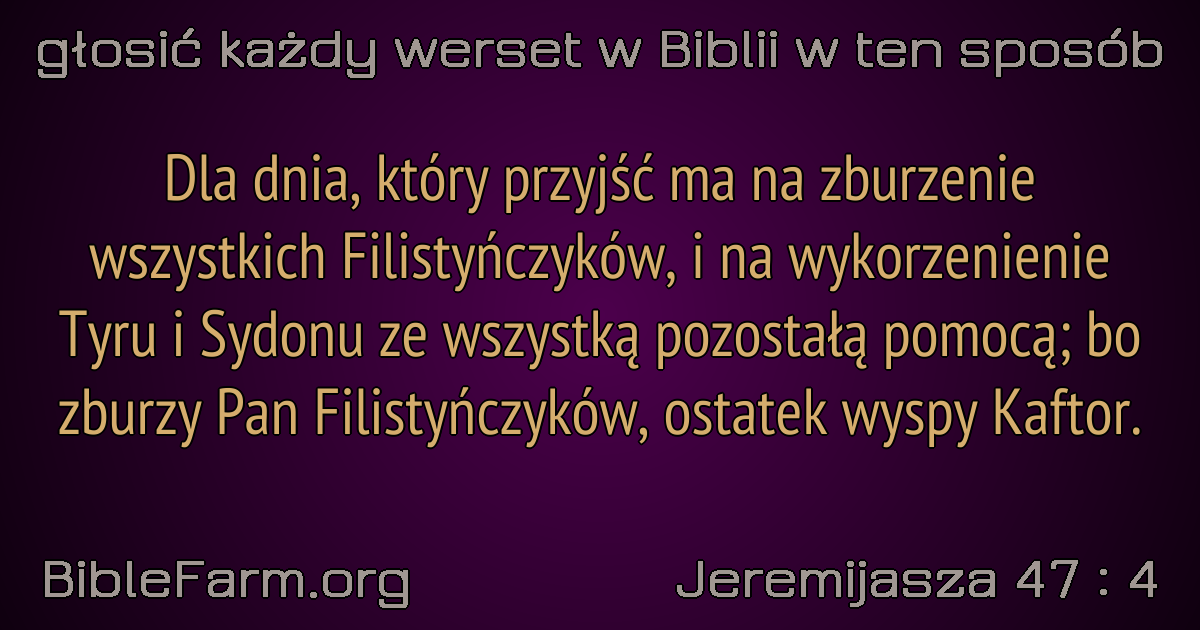 głosić każdy werset w Biblii w ten sposób
Dla dnia, który przyjść ma na zburzenie
wszystkich Filistyńczyków, i na wykorzenienie
Tyru i Sydonu ze wszystką pozostałą pomocą; bo
zburzy Pan Filistyńczyków, ostatek wyspy Kaftor.
BibleFarm.org
Jeremijasza 47 : 4